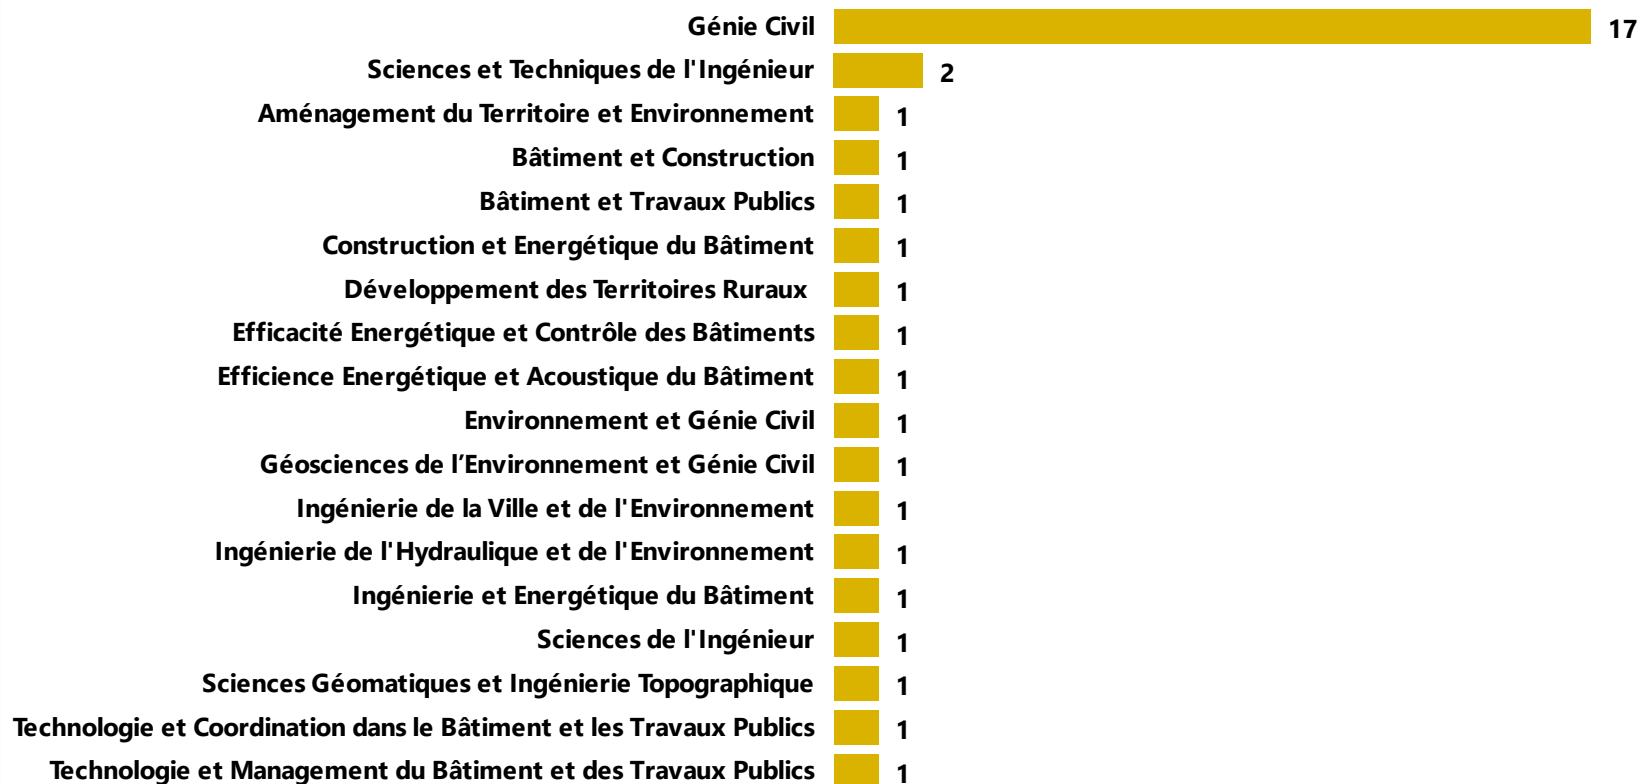 Génie Civil 17
Sciences et Techniques de l'Ingénieur 2
Aménagement du Territoire et Environnement 1
Bâtiment et Construction 1
Bâtiment et Travaux Publics 1
Construction et Energétique du Bâtiment 1
Développement des Territoires Ruraux 1
Efficacité Energétique et Contrôle des Bâtiments 1
Efficience Energétique et Acoustique du Bâtiment 1
Environnement et Génie Civil 1
Géosciences de l’Environnement et Génie Civil 1
Ingénierie de la Ville et de l'Environnement 1
Ingénierie de l'Hydraulique et de l'Environnement 1
Ingénierie et Energétique du Bâtiment 1
Sciences de l'Ingénieur 1
Sciences Géomatiques et Ingénierie Topographique 1
Technologie et Coordination dans le Bâtiment et les Travaux Publics 1
Technologie et Management du Bâtiment et des Travaux Publics 1